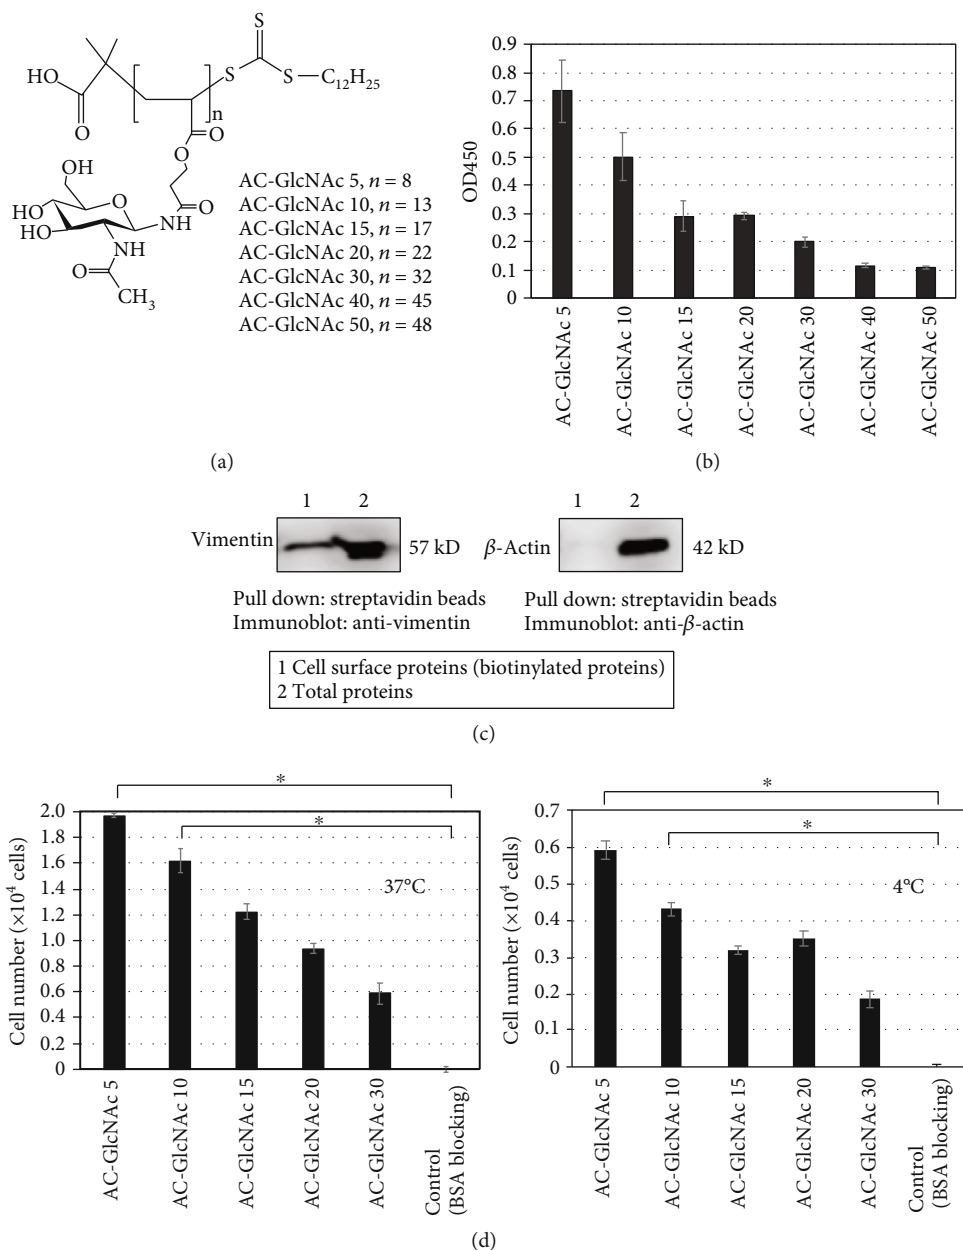 HO
O
n
S
S
S–C12H25
O
O
O
OH
HO
HO
O
NH
NH
O
CH3
AC-GlcNAc 5, n = 8
AC-GlcNAc 10, n = 13
AC-GlcNAc 15, n = 17
AC-GlcNAc 20, n = 22
AC-GlcNAc 30, n = 32
AC-GlcNAc 40, n = 45
AC-GlcNAc 50, n = 48
(a)
OD450
0.9
0.8
0.7
0.6
0.5
0.4
0.3
0.2
0.1
0
AC-GlcNAc 5
AC-GlcNAc 10
AC-GlcNAc 15
AC-GlcNAc 20
AC-GlcNAc 30
AC-GlcNAc 40
AC-GlcNAc 50
(b)
1 2
Vimentin
57 kD
Pull down: streptavidin beads
Immunoblot: anti-vimentin
1 2
β-Actin
42 kD
Pull down: streptavidin beads
Immunoblot: anti-β-actin
1 Cell surface proteins (biotinylated proteins)
2 Total proteins
(c)
*
*
37°C
Cell number (×10⁴ cells)
2.0
1.8
1.6
1.4
1.2
1.0
0.8
0.6
0.4
0.2
0
AC-GlcNAc 5
AC-GlcNAc 10
AC-GlcNAc 15
AC-GlcNAc 20
AC-GlcNAc 30
Control
(BSA blocking)
*
*
4°C
Cell number (×10⁴ cells)
0.7
0.6
0.5
0.4
0.3
0.2
0.1
0
AC-GlcNAc 5
AC-GlcNAc 10
AC-GlcNAc 15
AC-GlcNAc 20
AC-GlcNAc 30
Control
(BSA blocking)
(d)